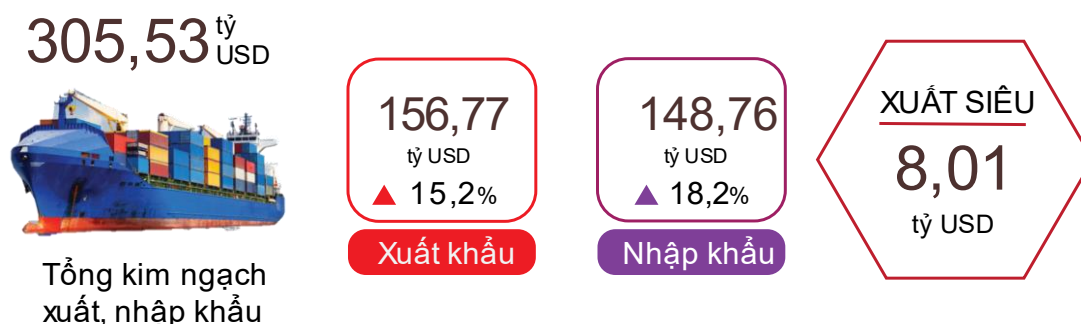 305,53 tỷ USD
Tổng kim ngạch
xuất, nhập khẩu
156,77
tỷ USD
▲ 15,2%
Xuất khẩu
148,76
tỷ USD
▲ 18,2%
Nhập khẩu
XUẤT SIÊU
8,01
tỷ USD